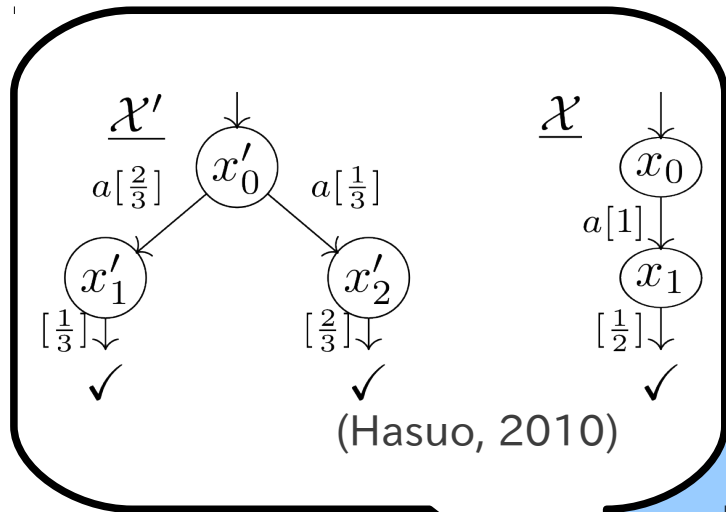 𝒳′
x′₀
a[2/3]
a[1/3]
x′₁
x′₂
[1/3]
[2/3]
✓
✓
𝒳
x₀
a[1]
x₁
[1/2]
✓
(Hasuo, 2010)